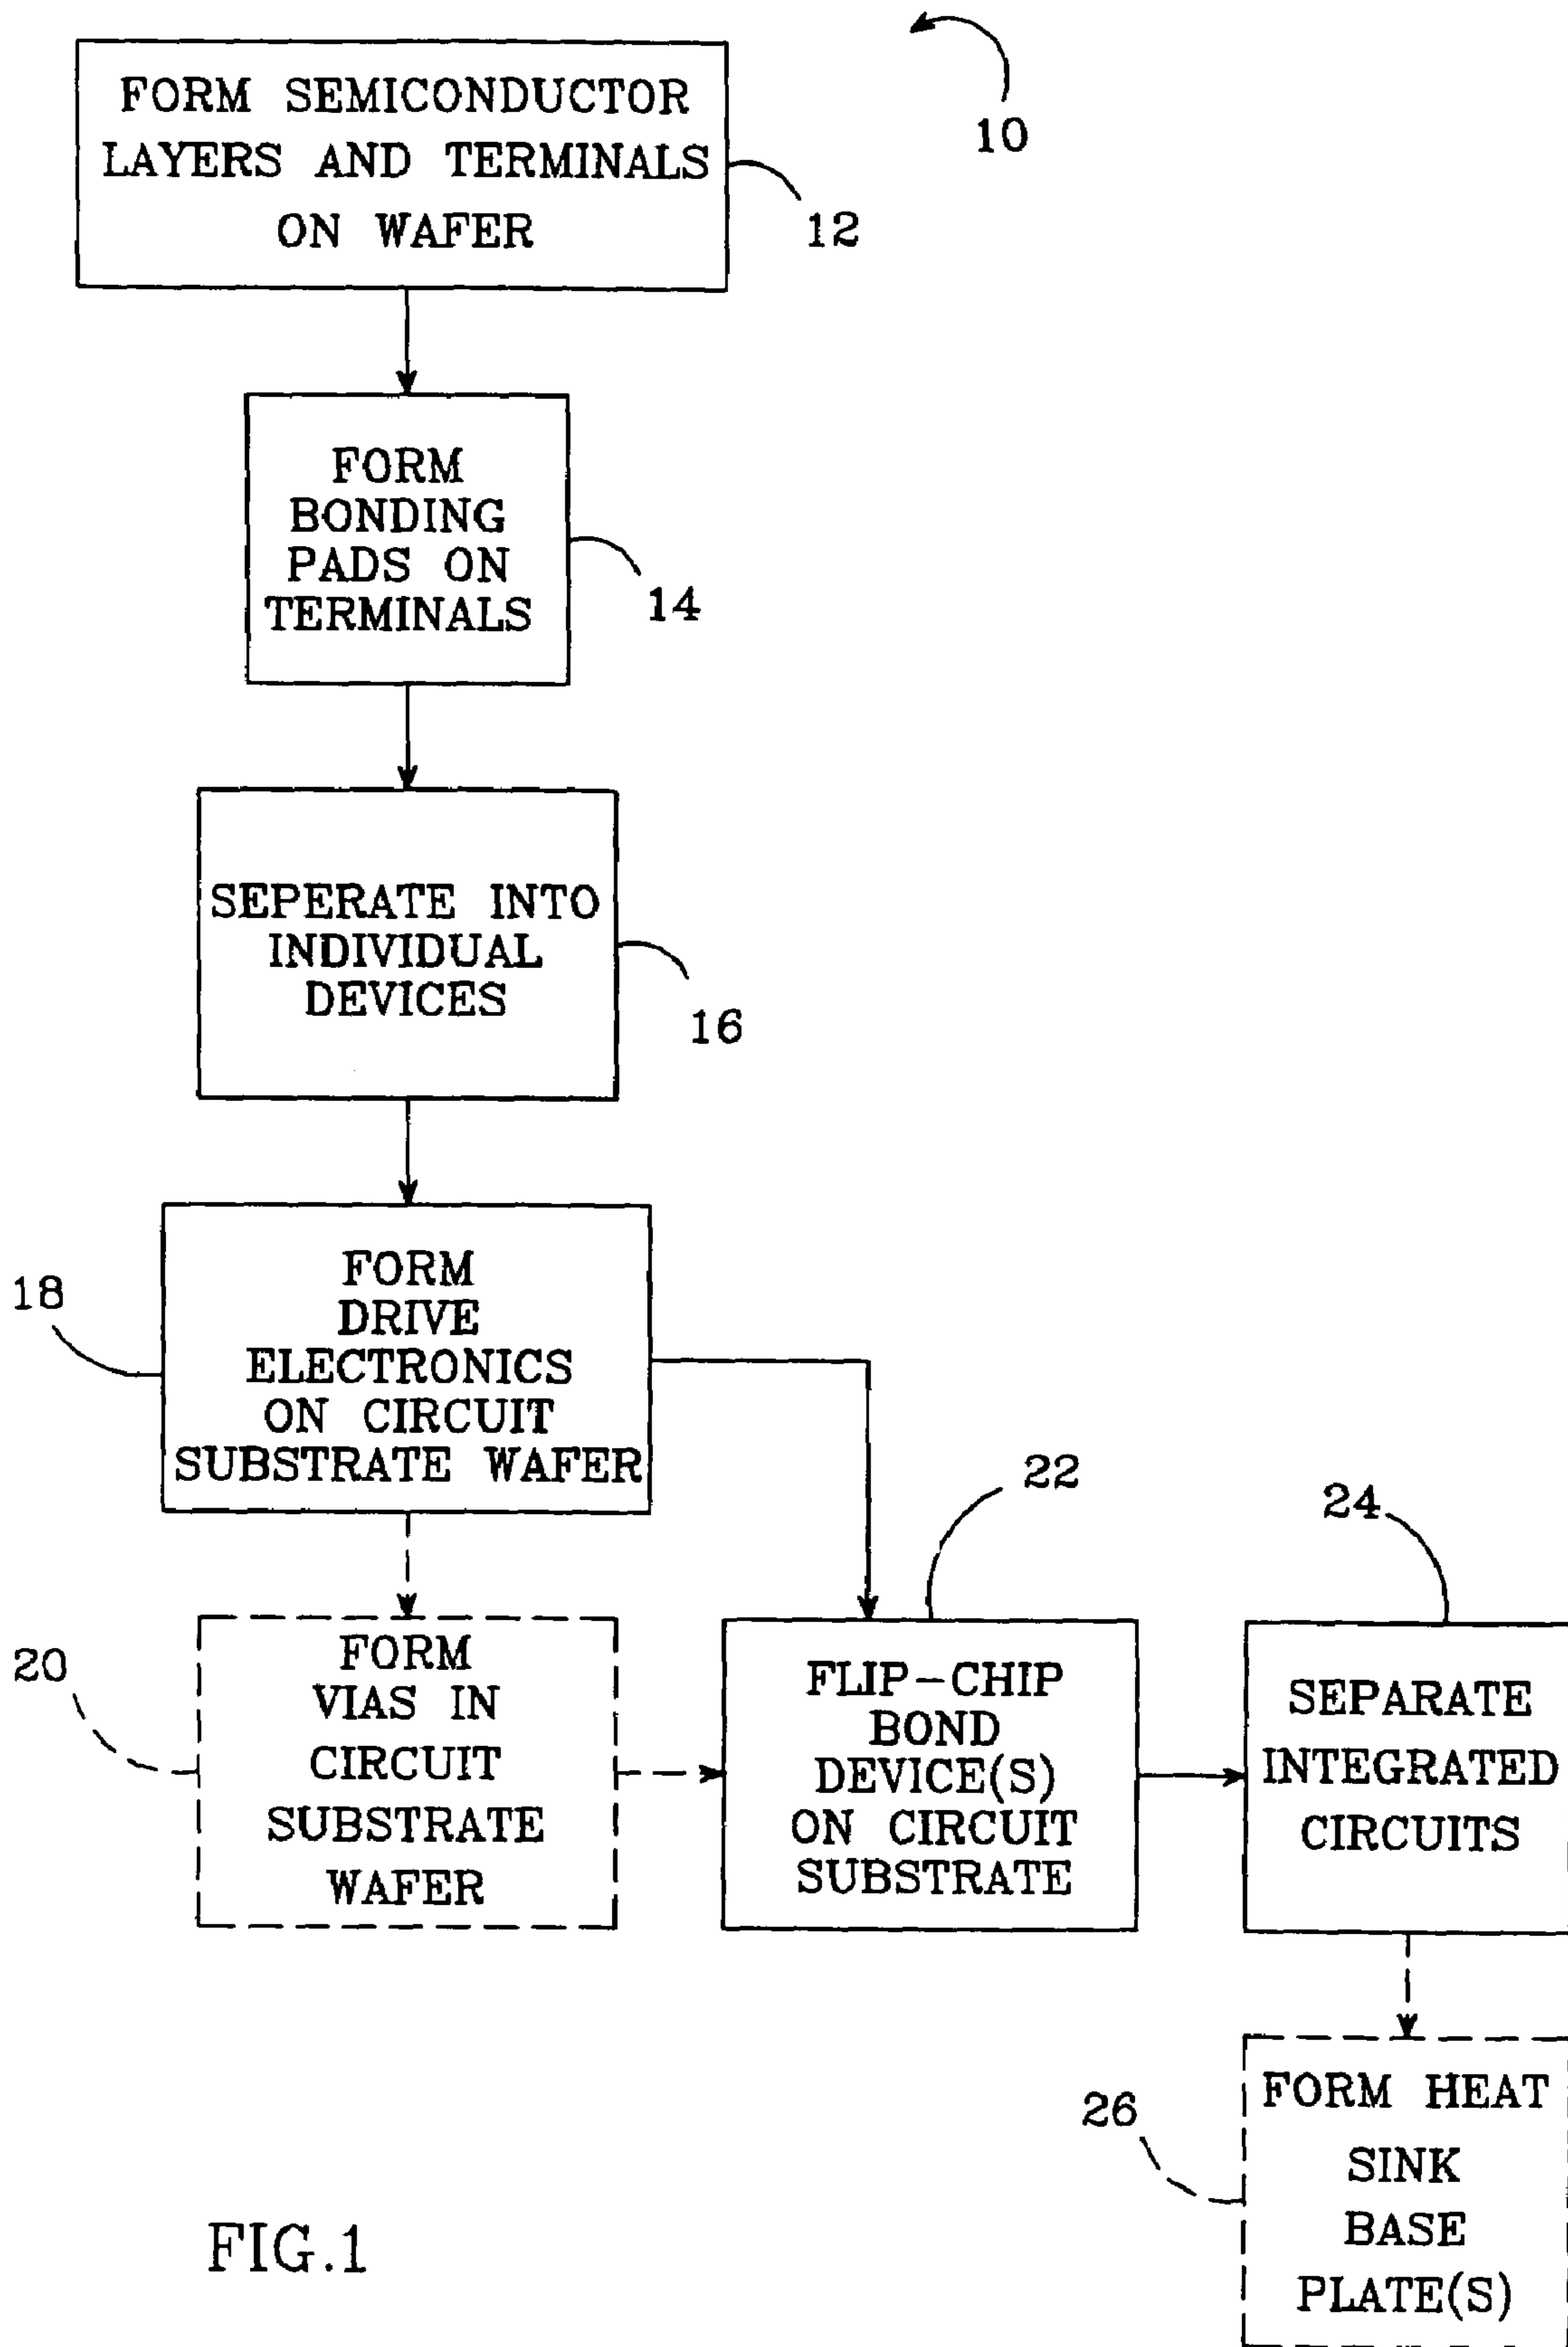 10
FORM SEMICONDUCTOR
LAYERS AND TERMINALS
ON WAFER
12
FORM
BONDING
PADS ON
TERMINALS
14
SEPERATE INTO
INDIVIDUAL
DEVICES
16
FORM
DRIVE
ELECTRONICS
ON CIRCUIT
SUBSTRATE WAFER
18
FORM
VIAS IN
CIRCUIT
SUBSTRATE
WAFER
20
FLIP-CHIP
BOND
DEVICE(S)
ON CIRCUIT
SUBSTRATE
22
SEPARATE
INTEGRATED
CIRCUITS
24
FORM HEAT
SINK
BASE
PLATE(S)
26
FIG.1